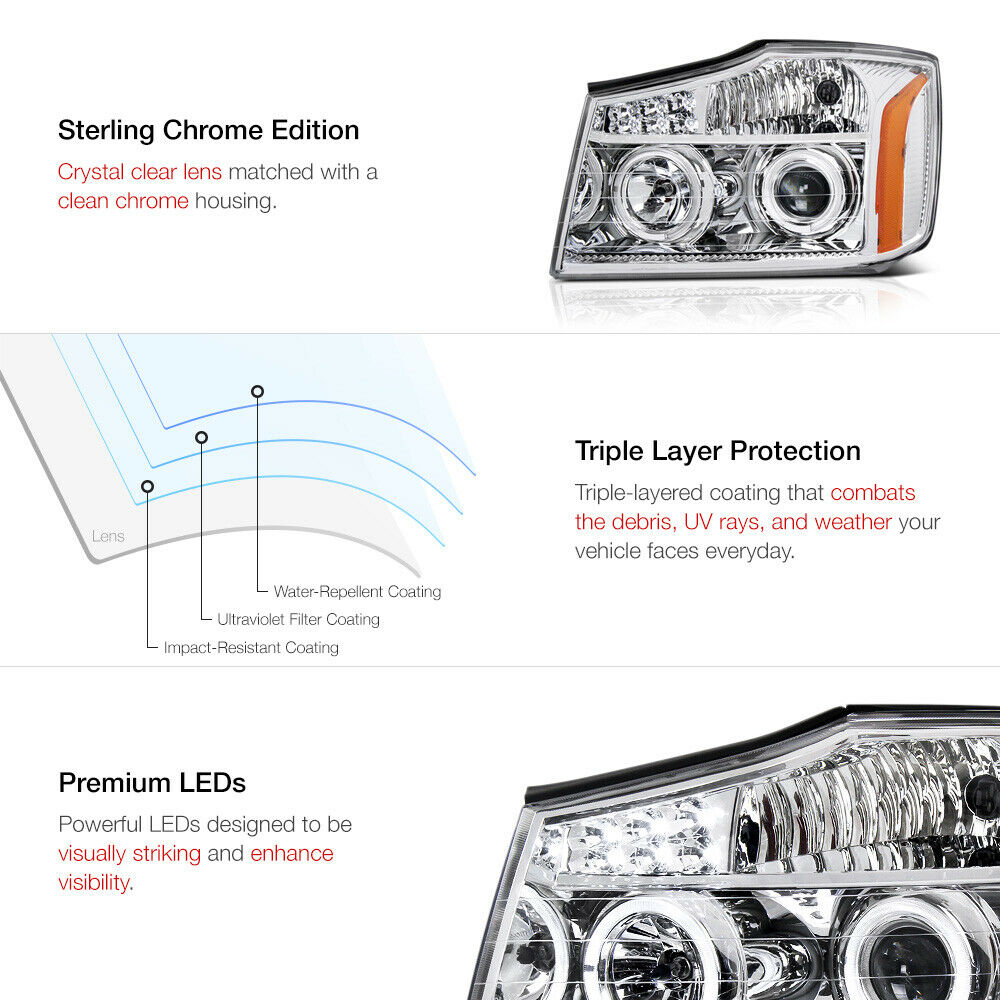 Sterling Chrome Edition
Crystal clear lens matched with a
clean chrome housing.
Lens
Water-Repellent Coating
Ultraviolet Filter Coating
Impact-Resistant Coating
Triple Layer Protection
Triple-layered coating that combats
the debris, UV rays, and weather your
vehicle faces everyday.
Premium LEDs
Powerful LEDs designed to be
visually striking and enhance
visibility.